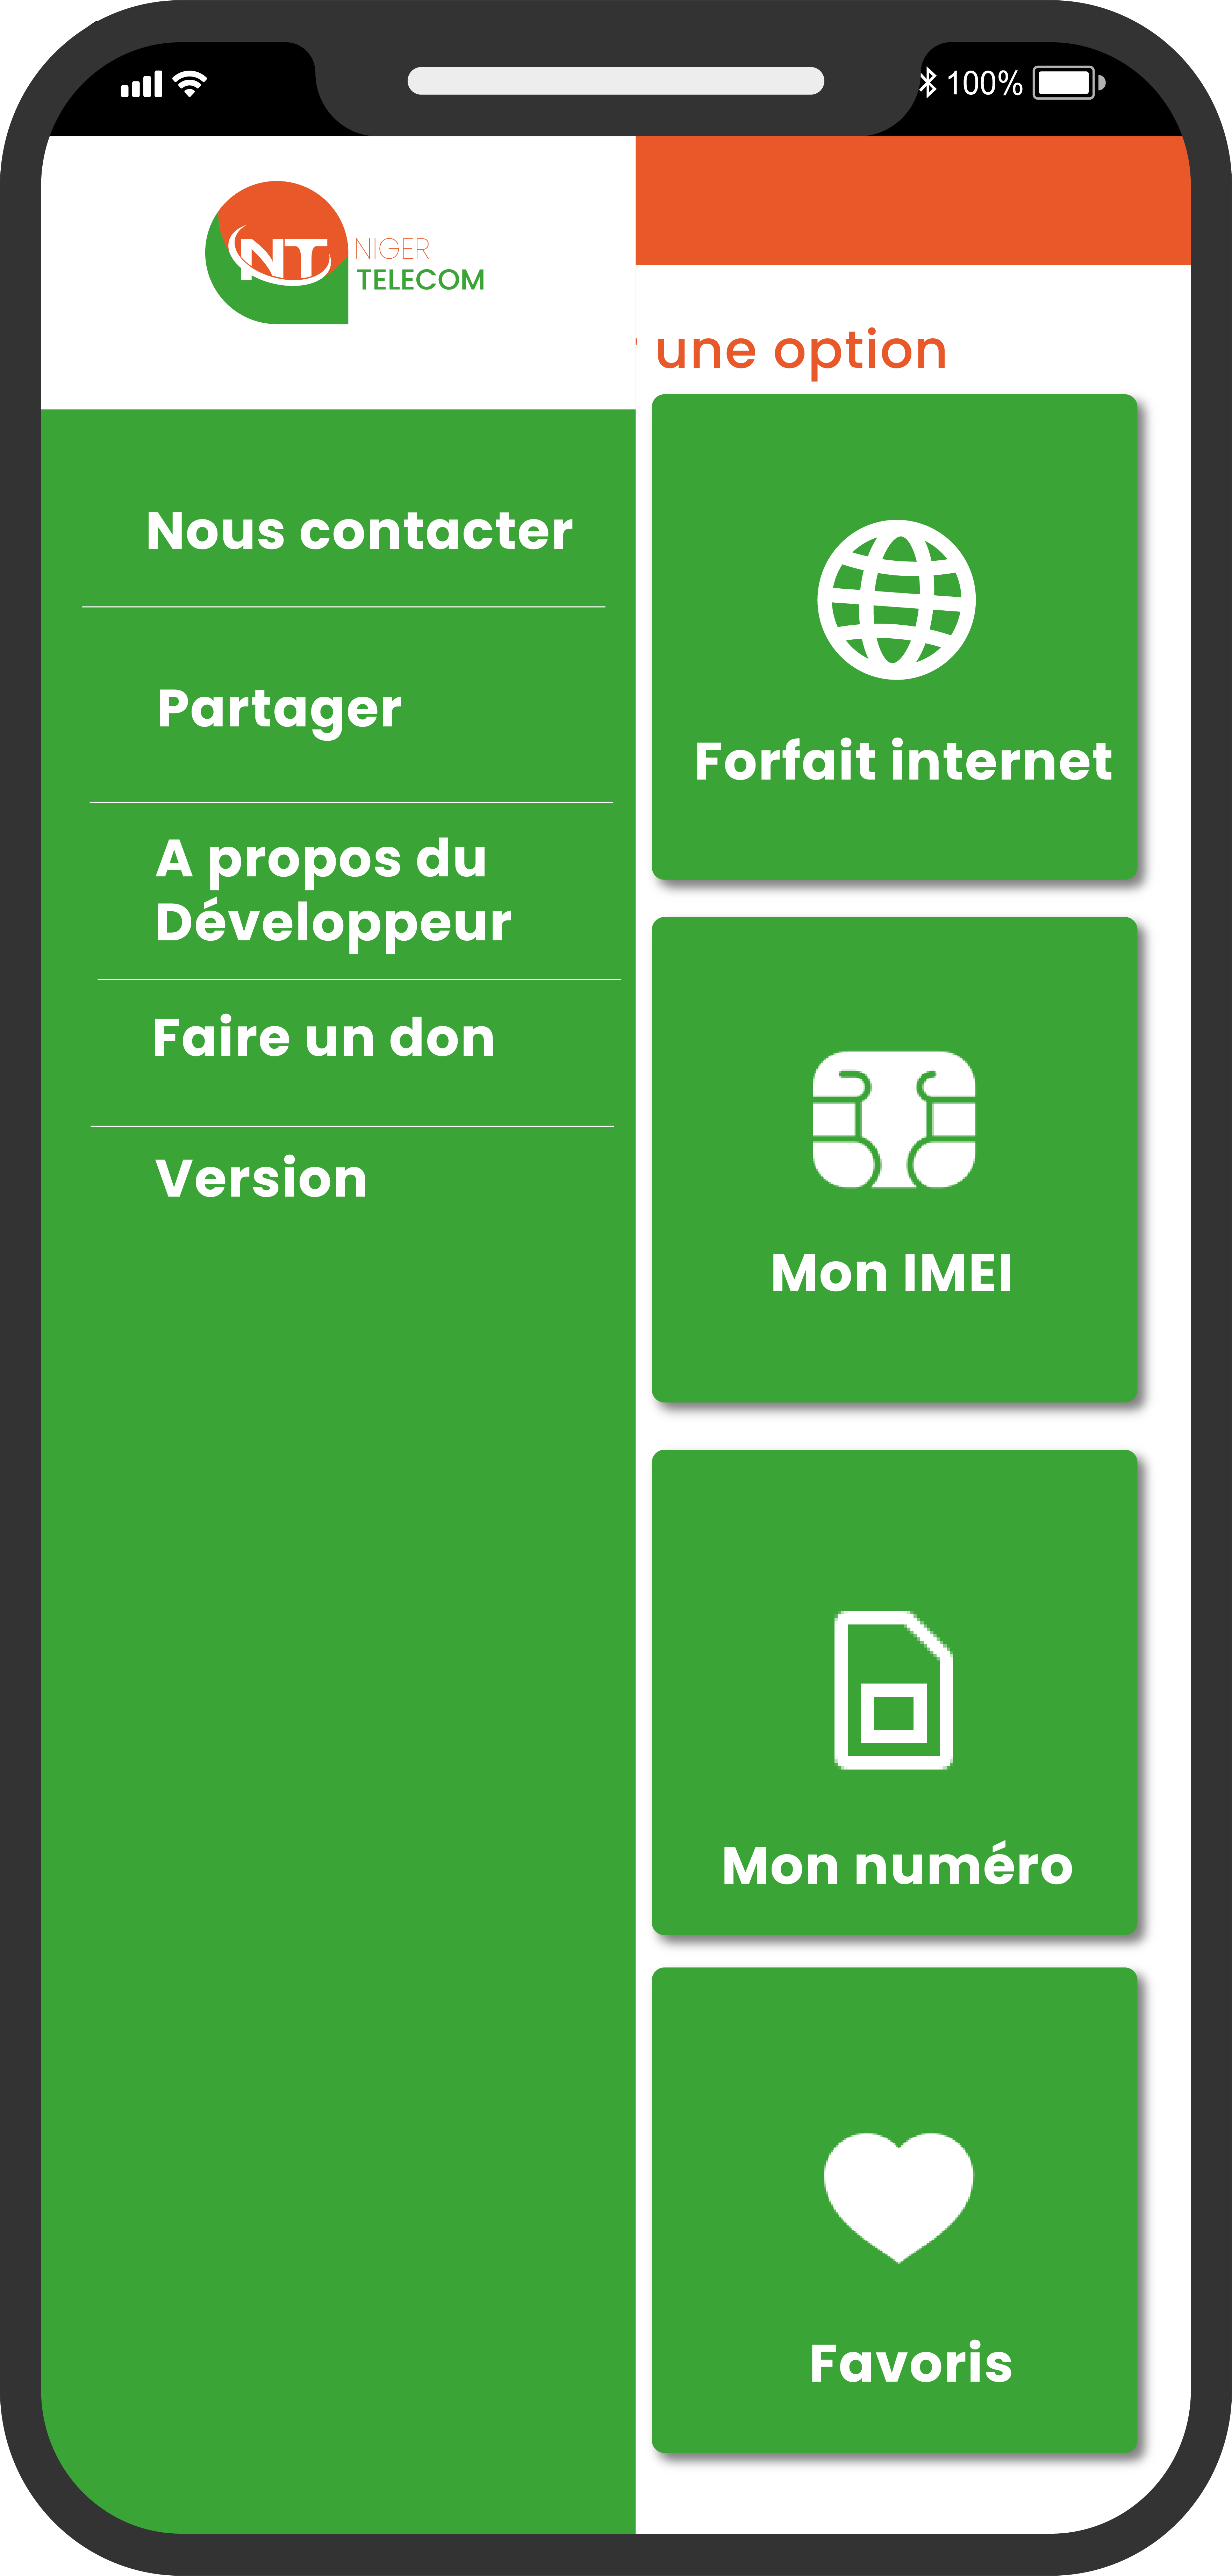 100%
NT
NIGER
TELECOM
une option
Nous contacter
Partager
A propos du
Développeur
Faire un don
Version
Forfait internet
Mon IMEI
Mon numéro
Favoris